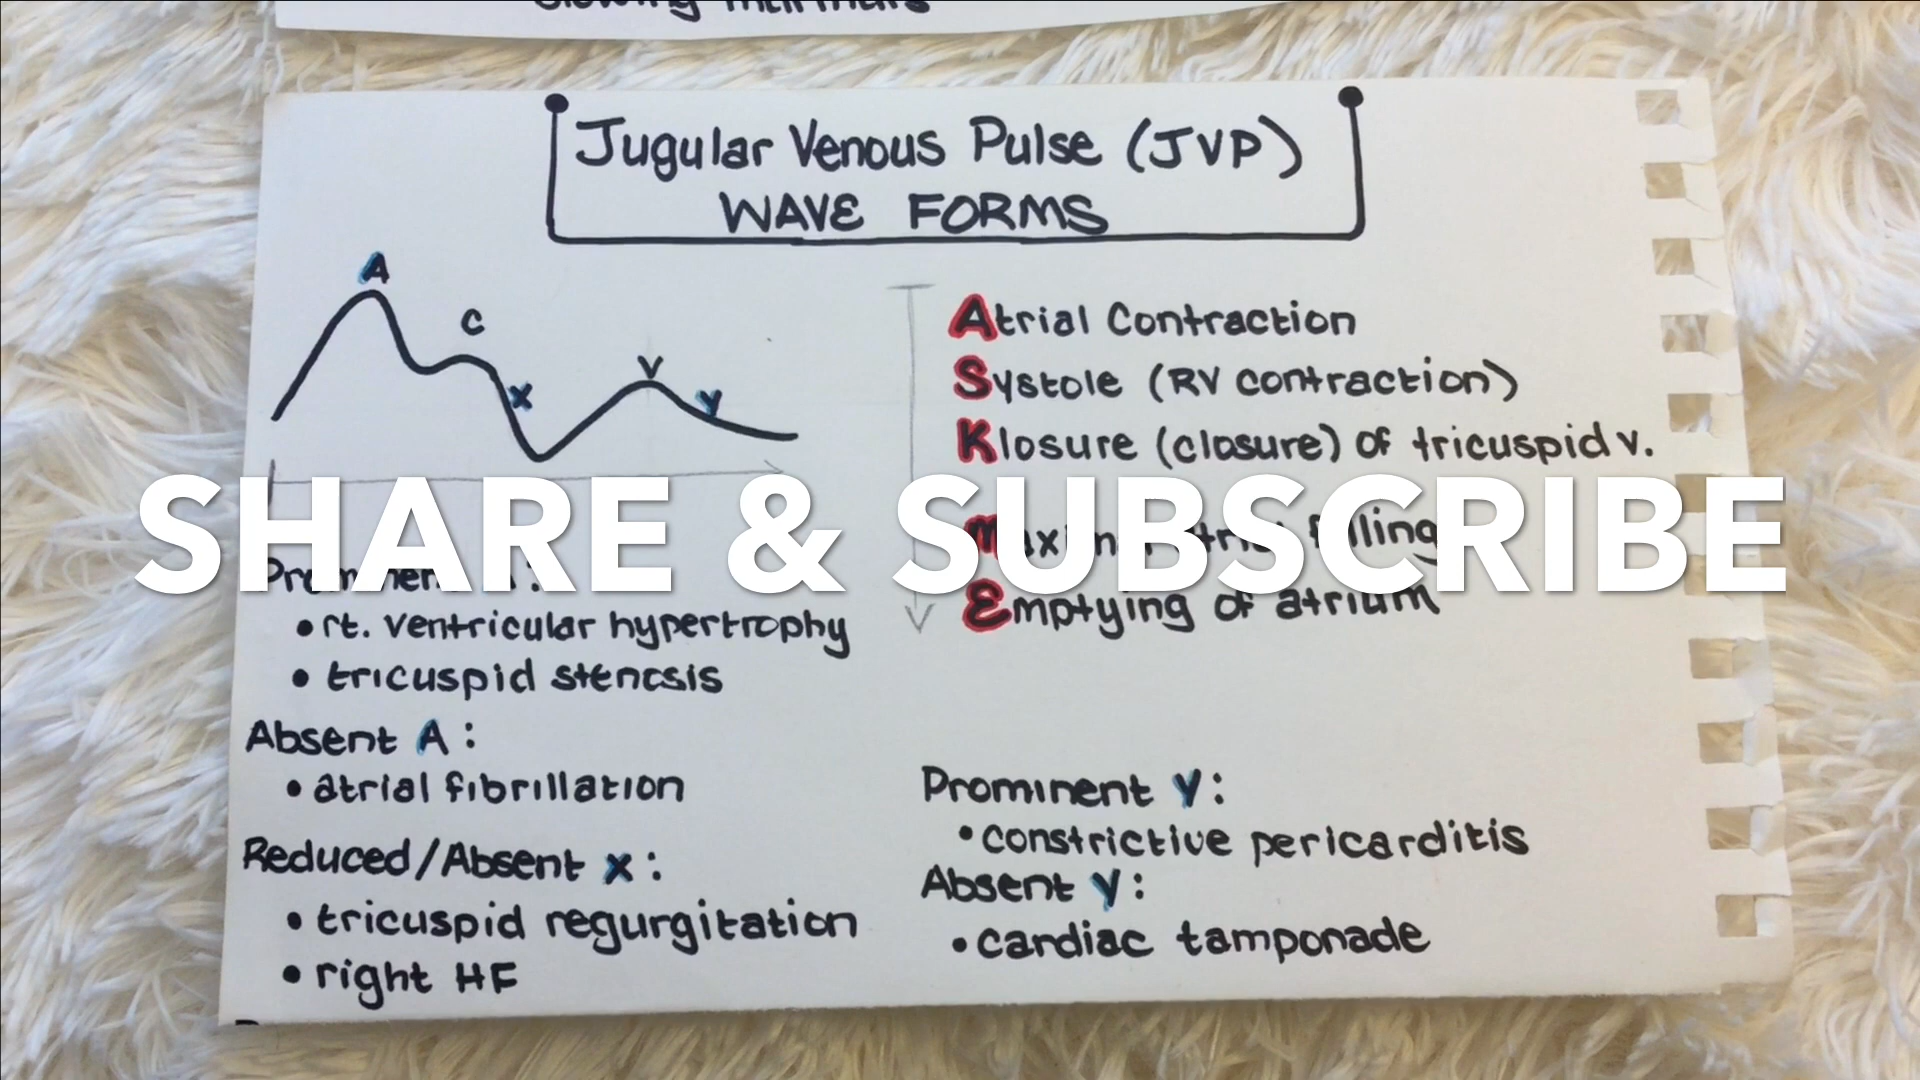 Jugular Venous Pulse (JVP)
WAVE FORMS
A
C
X
V
y
Atrial Contraction
Systole (RV contraction)
Klosure (closure) of tricuspid v.
SHARE & SUBSCRIBE
filling
Emptying of atrium
• rt. ventricular hypertrophy
• tricuspid stenosis
Absent A:
• atrial fibrillation
Reduced/Absent x:
• tricuspid regurgitation
• right HF
Prominent y:
• constrictive pericarditis
Absent y:
• cardiac tamponade